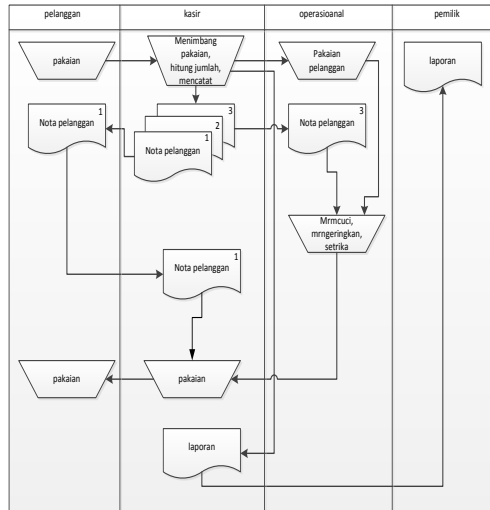 pelanggan
kasir
operasioanal
pemilik
pakaian
Menimbang
pakaian,
hitung jumlah,
mencatat
Pakaian
pelanggan
laporan
1
Nota pelanggan
3
2
1
Nota pelanggan
3
Nota pelanggan
Mrmcuci,
mrngeringkan,
setrika
1
Nota pelanggan
pakaian
pakaian
laporan